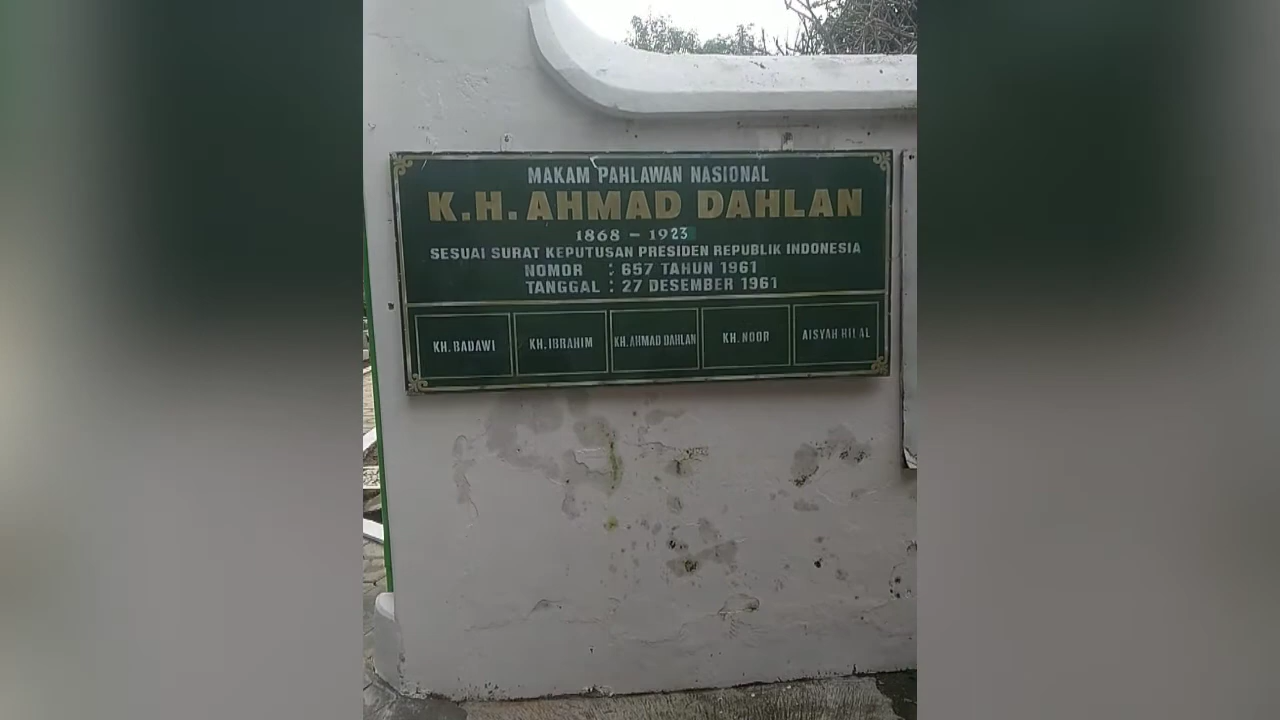 MAKAM PAHLAWAN NASIONAL
K.H. AHMAD DAHLAN
1868 - 1923
SESUAI SURAT KEPUTUSAN PRESIDEN REPUBLIK INDONESIA
NOMOR : 657 TAHUN 1961
TANGGAL : 27 DESEMBER 1961
KH. BADAWI
KH. IBRAHIM
KH. AHMAD DAHLAN
KH. NOOR
AISYAH HILAL